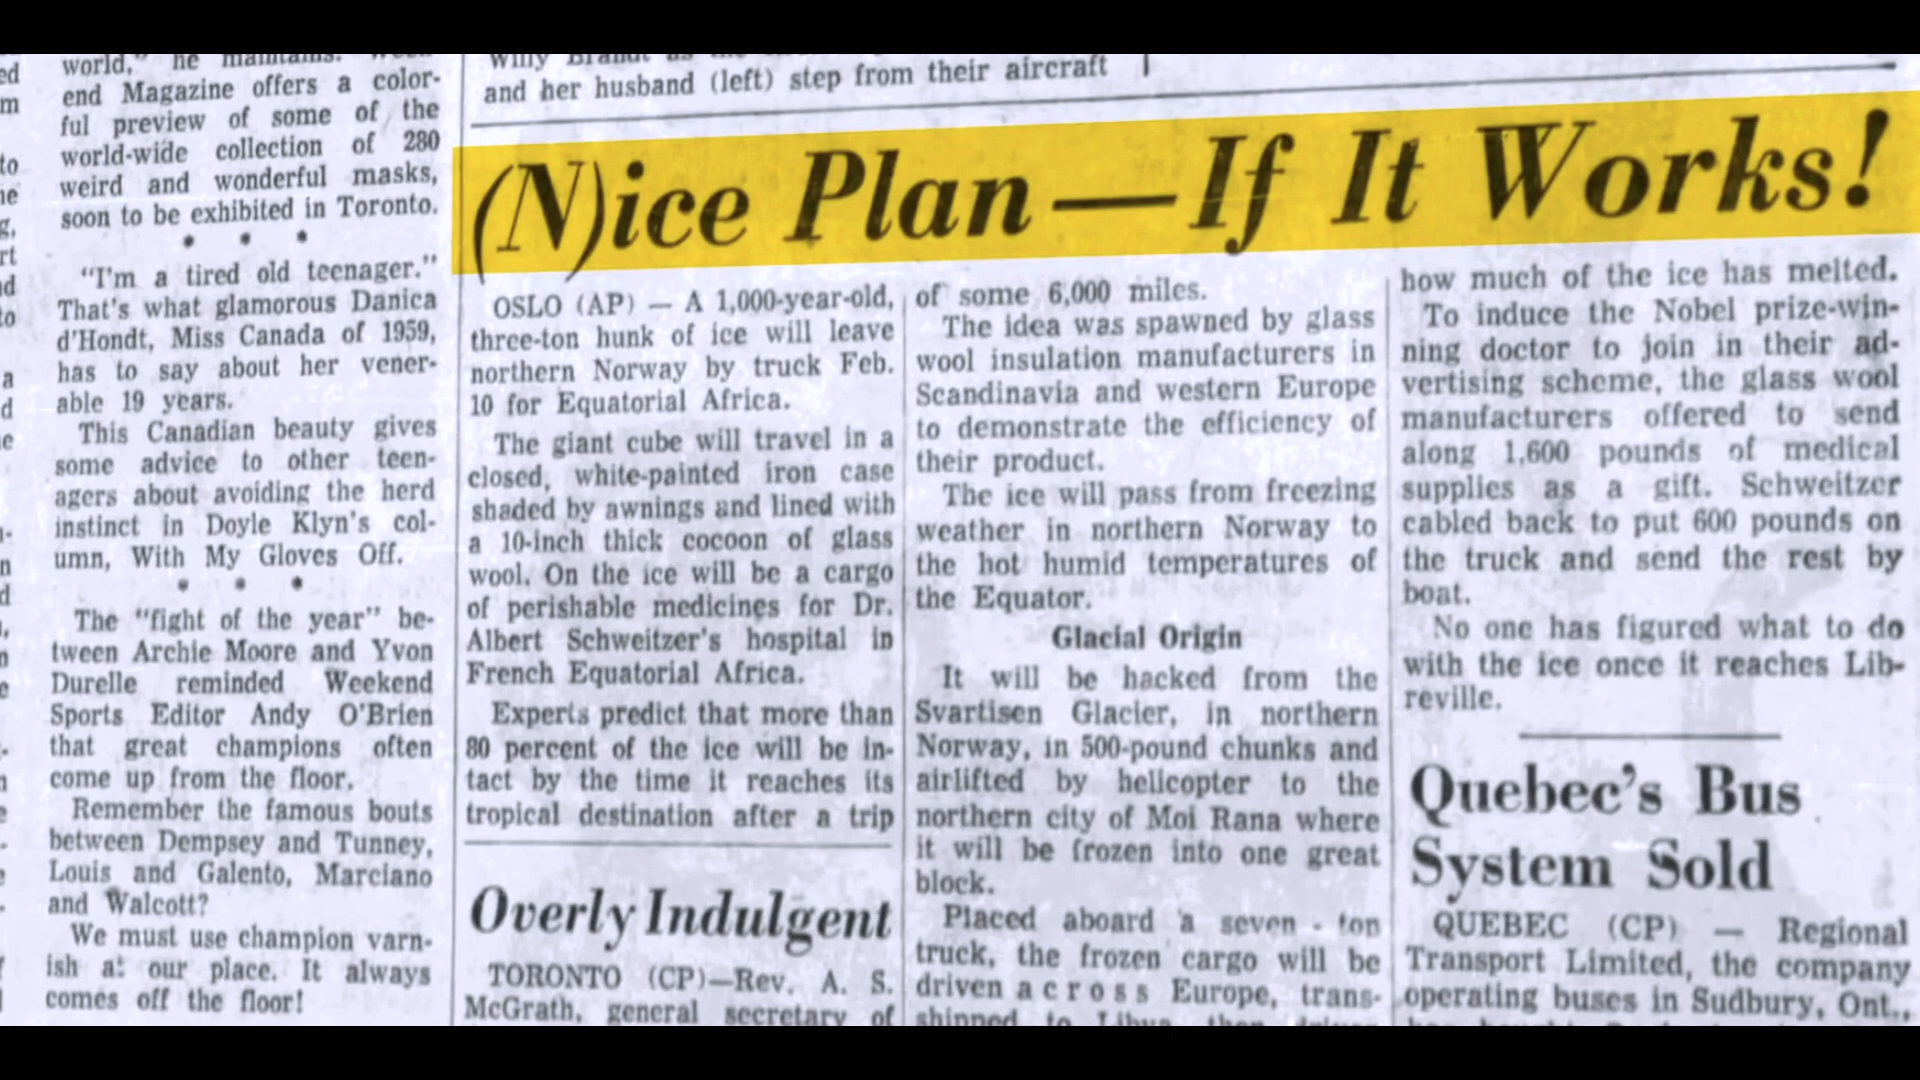 world," he maintains.
end Magazine offers a color-
ful preview of some of the
world-wide collection of 280
weird and wonderful masks,
soon to be exhibited in Toronto.
* * *
"I'm a tired old teenager."
That's what glamorous Danica
d'Hondt, Miss Canada of 1959,
has to say about her vener-
able 19 years.
This Canadian beauty gives
some advice to other teen-
agers about avoiding the herd
instinct in Doyle Klyn's col-
umn, With My Gloves Off.
* * *
The "fight of the year" be-
tween Archie Moore and Yvon
Durelle reminded Weekend
Sports Editor Andy O'Brien
that great champions often
come up from the floor.
Remember the famous bouts
between Dempsey and Tunney,
Louis and Galento, Marciano
and Walcott?
We must use champion varn-
ish at our place. It always
comes off the floor!
Willy Brandt as the
and her husband (left) step from their aircraft
(N)ice Plan—If It Works!
OSLO (AP) — A 1,000-year-old,
three-ton hunk of ice will leave
northern Norway by truck Feb.
10 for Equatorial Africa.
The giant cube will travel in a
closed, white-painted iron case
shaded by awnings and lined with
a 10-inch thick cocoon of glass
wool. On the ice will be a cargo
of perishable medicines for Dr.
Albert Schweitzer's hospital in
French Equatorial Africa.
Experts predict that more than
80 percent of the ice will be in-
tact by the time it reaches its
tropical destination after a trip
Overly Indulgent
TORONTO (CP)—Rev. A. S.
McGrath, general secretary of
of some 6,000 miles.
The idea was spawned by glass
wool insulation manufacturers in
Scandinavia and western Europe
to demonstrate the efficiency of
their product.
The ice will pass from freezing
weather in northern Norway to
the hot humid temperatures of
the Equator.
Glacial Origin
It will be hacked from the
Svartisen Glacier, in northern
Norway, in 500-pound chunks and
airlifted by helicopter to the
northern city of Moi Rana where
it will be frozen into one great
block.
Placed aboard a seven - ton
truck, the frozen cargo will be
driven across Europe, trans-
shipped to Libya, then driven
how much of the ice has melted.
To induce the Nobel prize-win-
ning doctor to join in their ad-
vertising scheme, the glass wool
manufacturers offered to send
along 1,600 pounds of medical
supplies as a gift. Schweitzer
cabled back to put 600 pounds on
the truck and send the rest by
boat.
No one has figured what to do
with the ice once it reaches Lib-
reville.
Quebec's Bus
System Sold
QUEBEC (CP) — Regional
Transport Limited, the company
operating buses in Sudbury, Ont.,